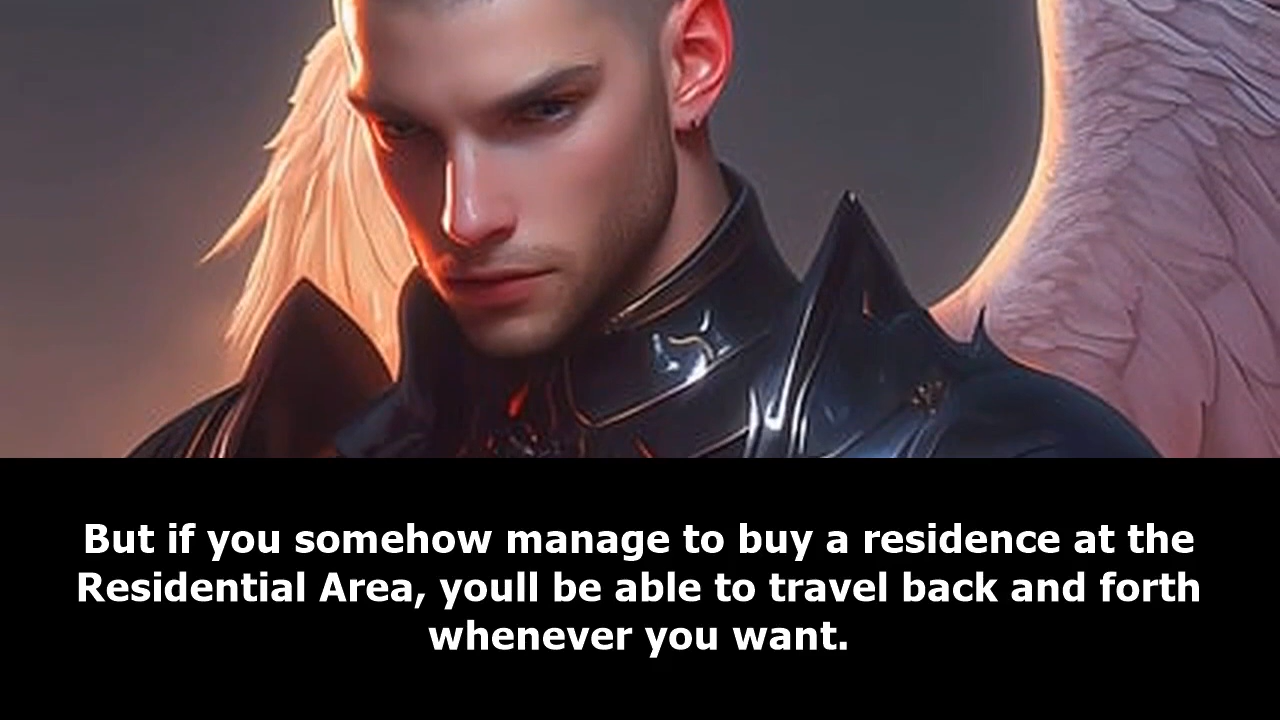 But if you somehow manage to buy a residence at the
Residential Area, youll be able to travel back and forth
whenever you want.